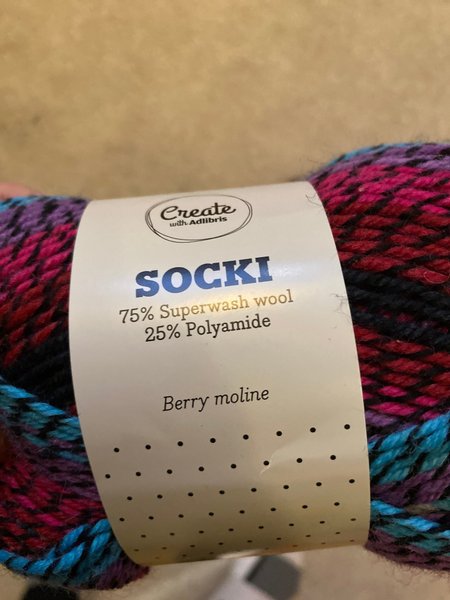 Create
with Adlibris
SOCKI
75% Superwash wool
25% Polyamide
Berry moline